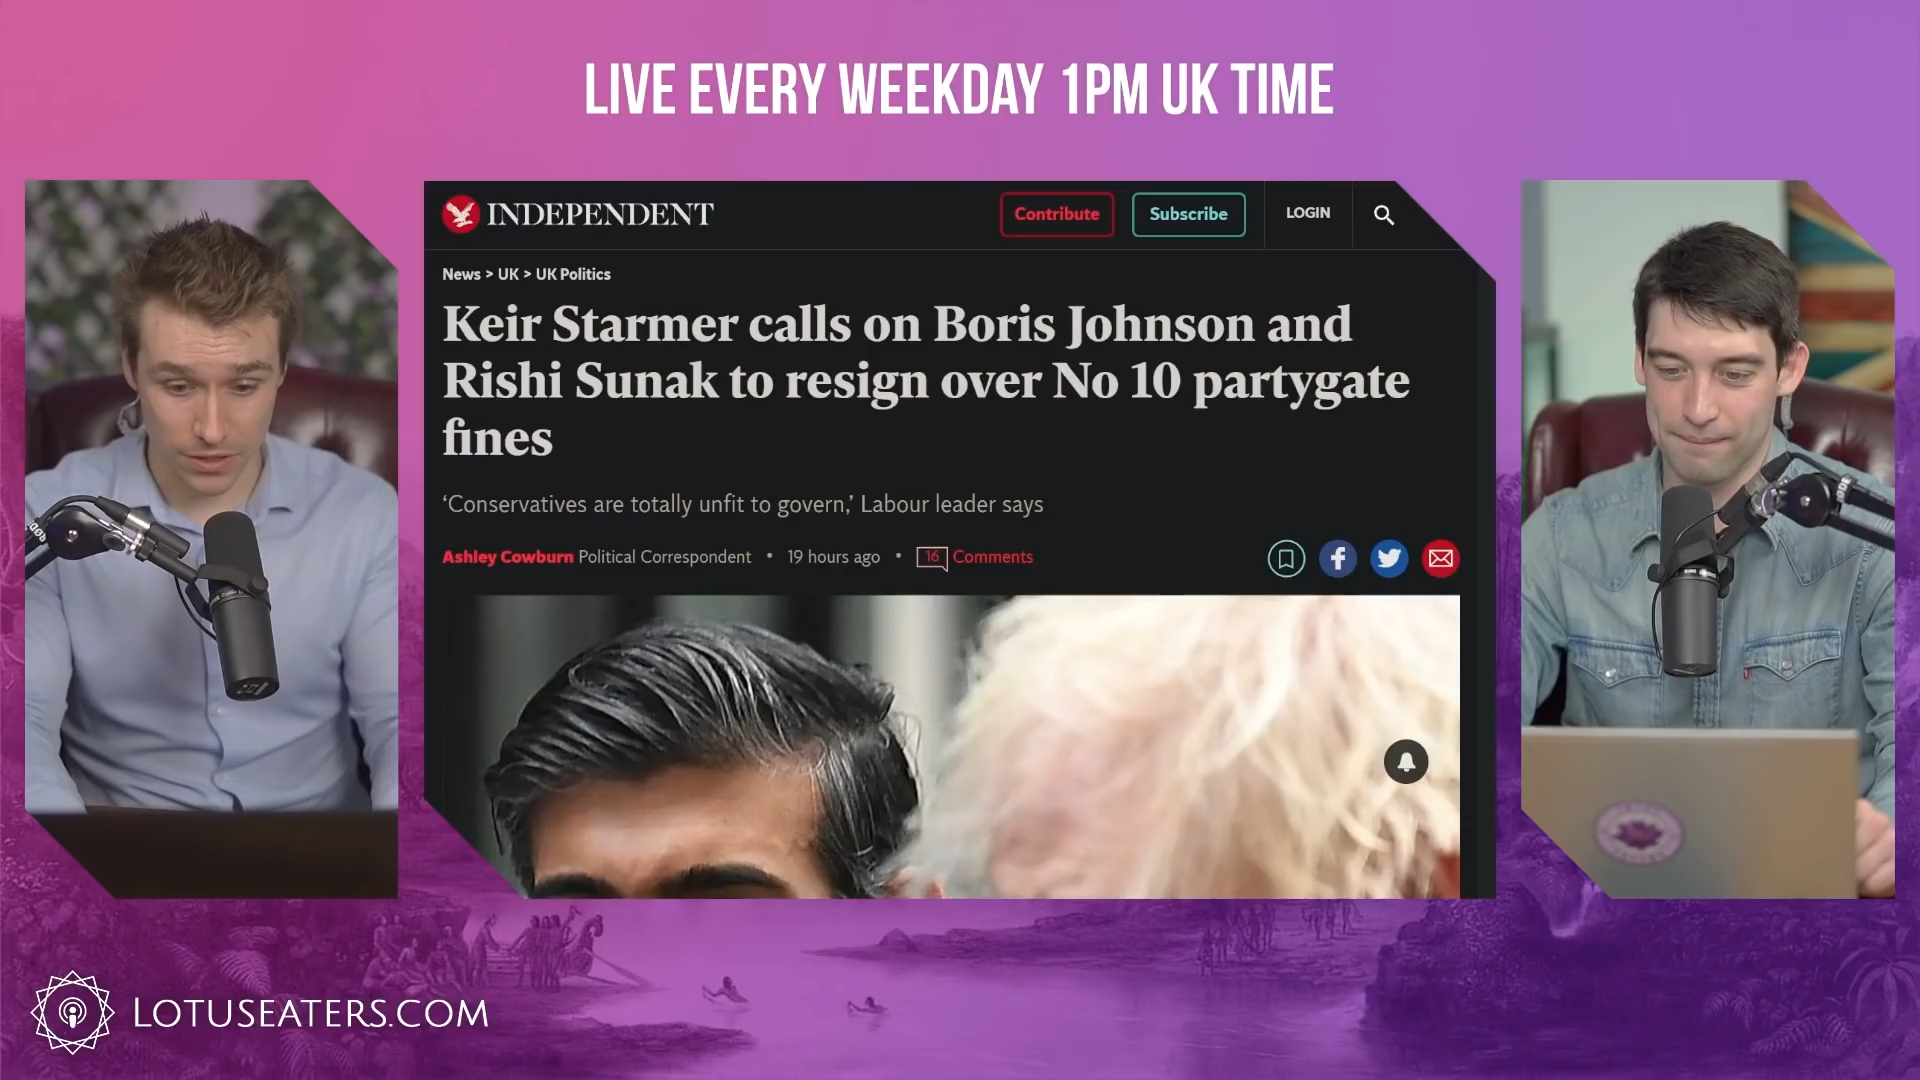 LIVE EVERY WEEKDAY 1PM UK TIME
INDEPENDENT
Contribute
Subscribe
LOGIN
News > UK > UK Politics
Keir Starmer calls on Boris Johnson and
Rishi Sunak to resign over No 10 partygate
fines
‘Conservatives are totally unfit to govern,’ Labour leader says
Ashley Cowburn Political Correspondent • 19 hours ago • 16 Comments
LOTUSEATERS.COM